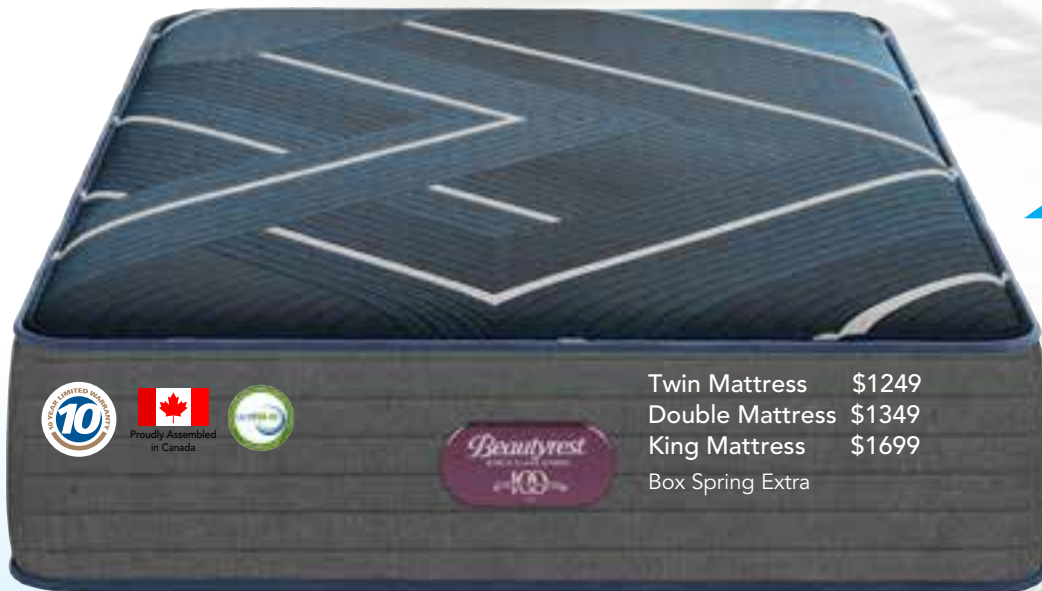 10 YEAR LIMITED WARRANTY
10
Proudly Assembled
in Canada
Beautyrest
100
Twin Mattress $1249
Double Mattress $1349
King Mattress $1699
Box Spring Extra